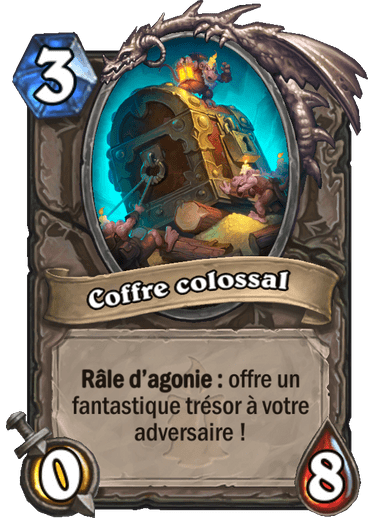 3
Coffre colossal
Râle d’agonie : offre un
fantastique trésor à votre
adversaire !
0
8